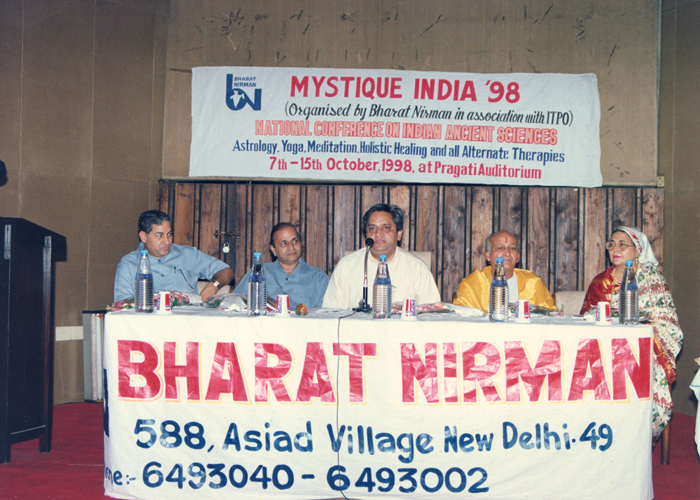 BHARAT
NIRMAN
MYSTIQUE INDIA '98
(Organised by Bharat Nirman in association with ITPO)
NATIONAL CONFERENCE ON INDIAN ANCIENT SCIENCES
Astrology, Yoga, Meditation, Holistic Healing and all Alternate Therapies
7th - 15th October, 1998, at Pragati Auditorium
BHARAT NIRMAN
588, Asiad Village New Delhi-49
ne:- 6493040 - 6493002